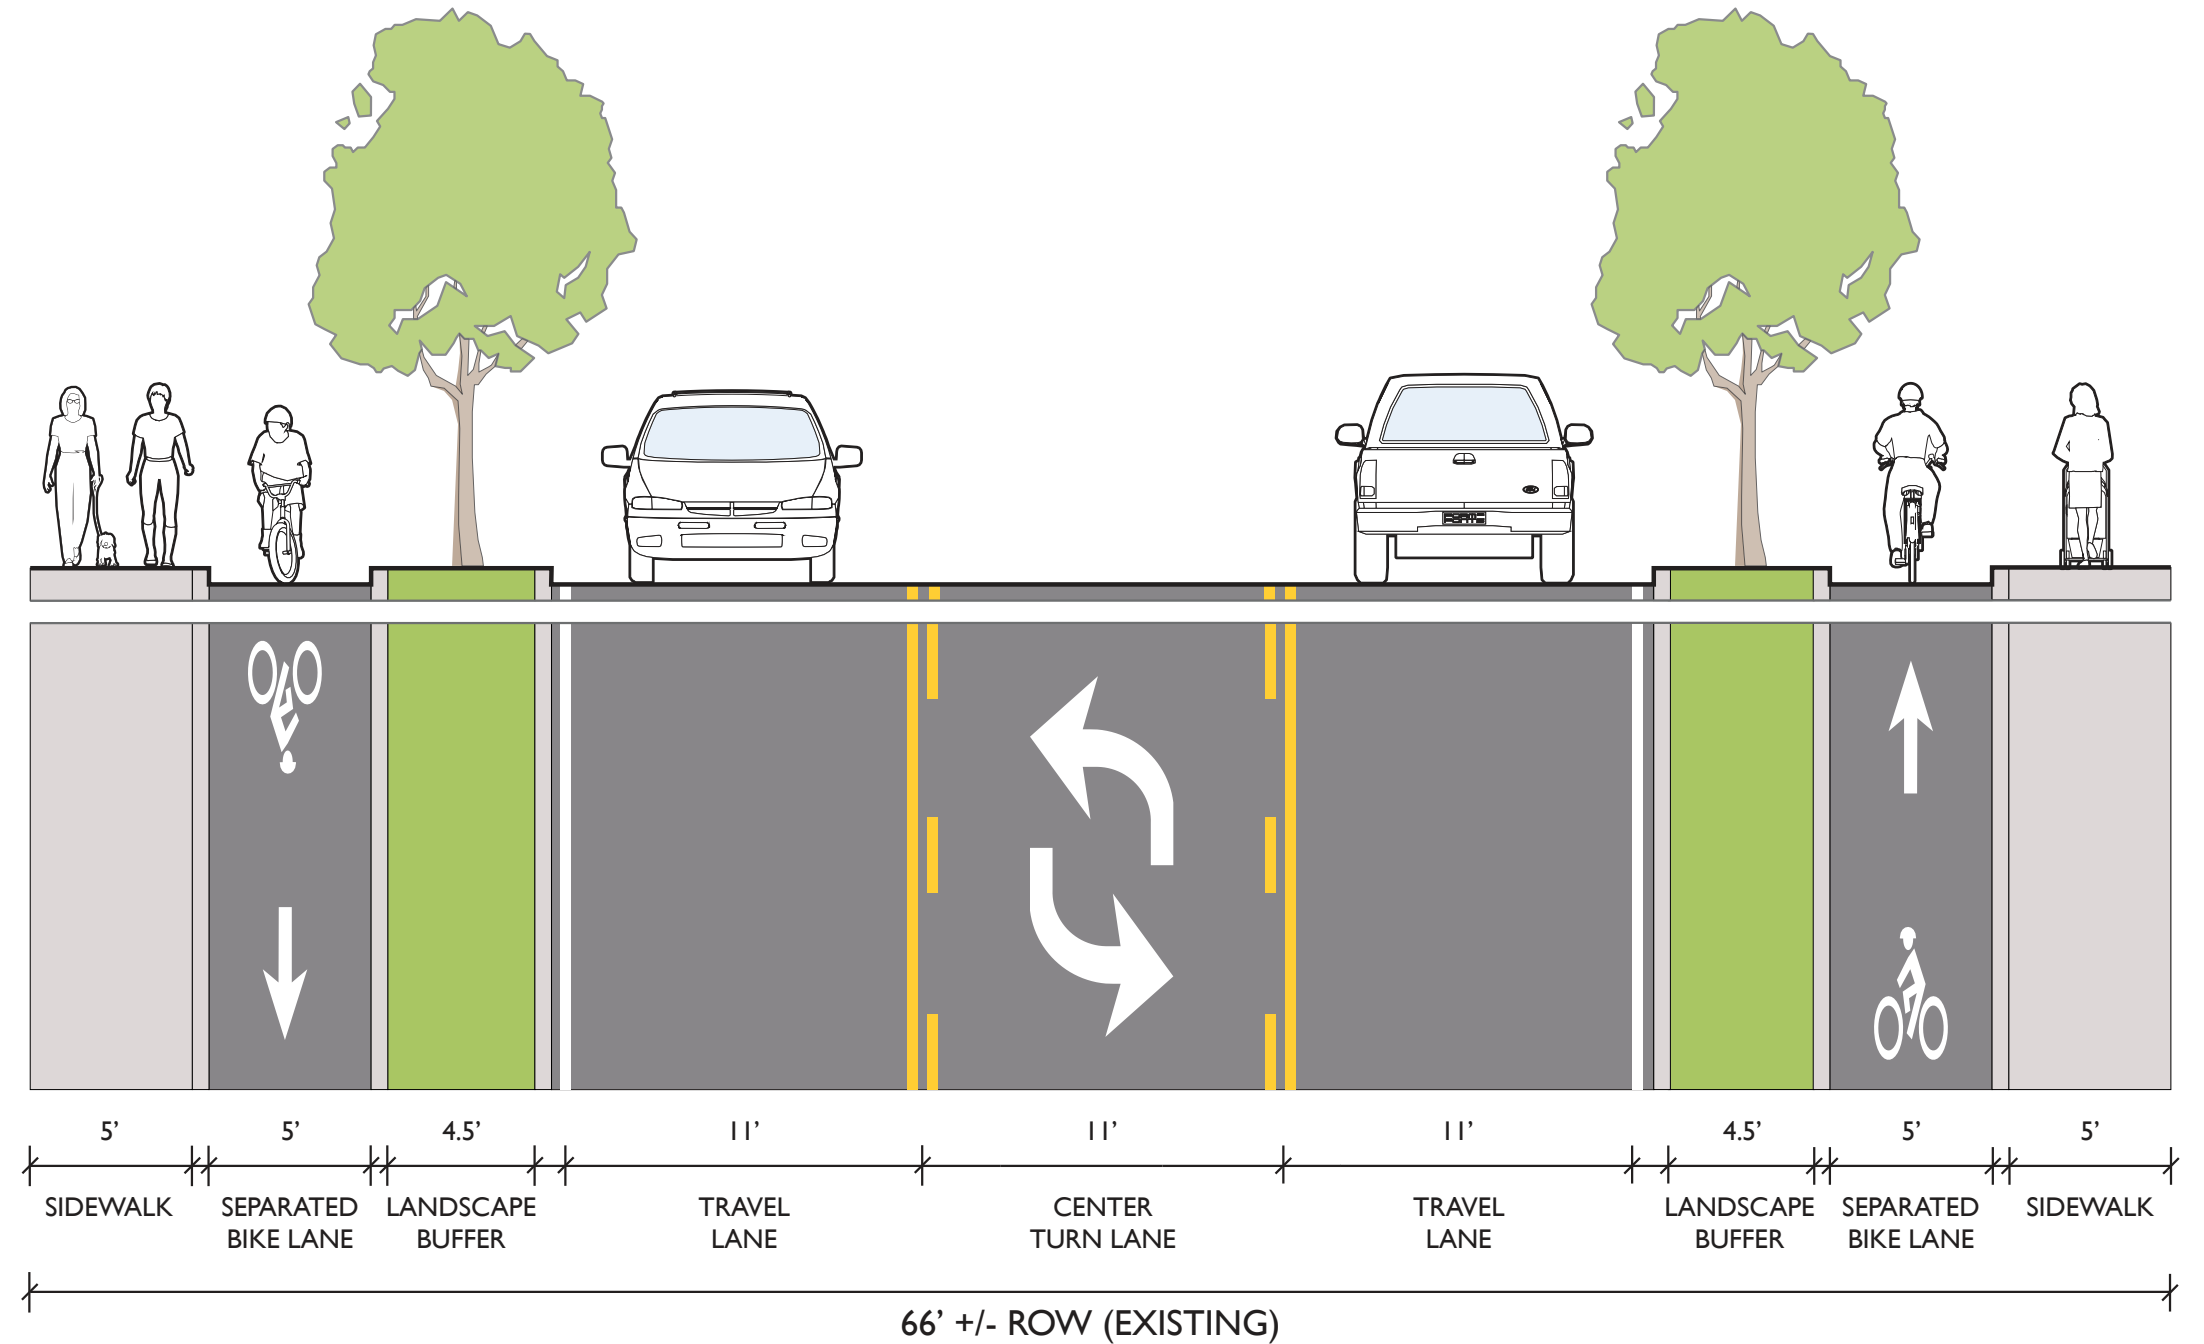 5’ 5’ 4.5’ 11’ 11’ 11’ 4.5’ 5’ 5’
SIDEWALK SEPARATED LANDSCAPE TRAVEL CENTER TRAVEL LANDSCAPE SEPARATED SIDEWALK
BIKE LANE BUFFER LANE TURN LANE LANE BUFFER BIKE LANE
66’ +/- ROW (EXISTING)